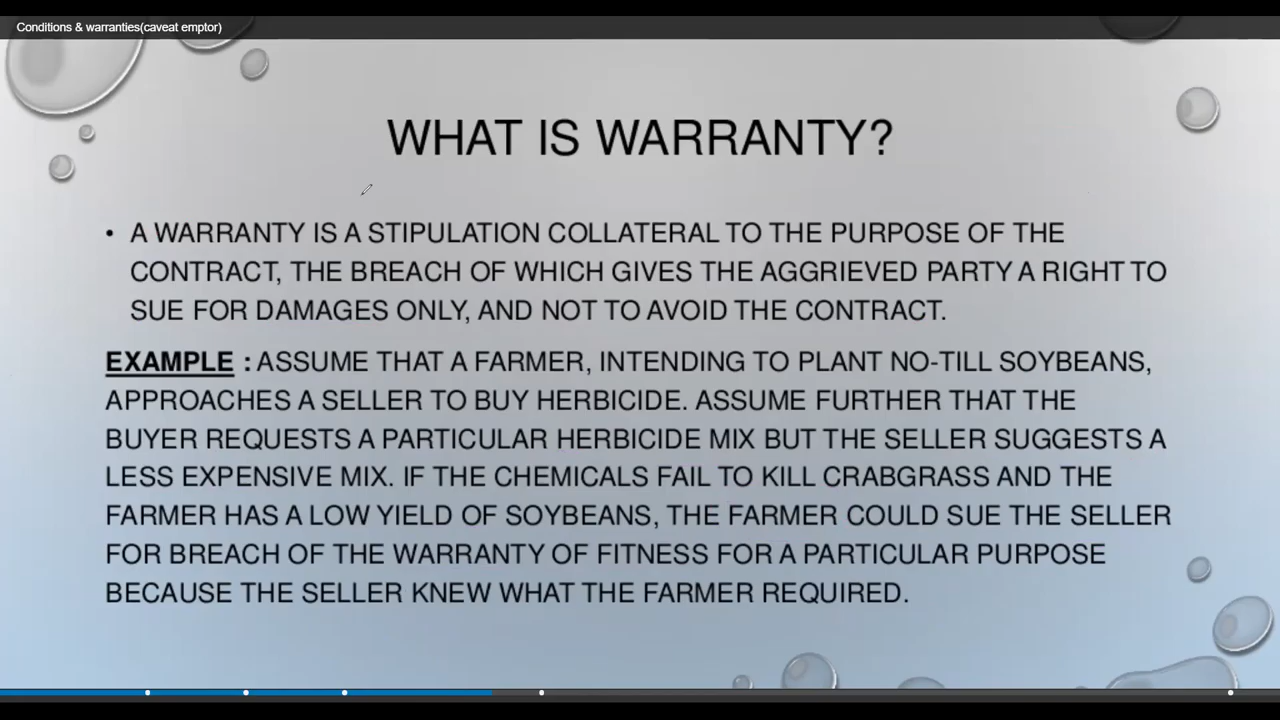 Conditions & warranties(caveat emptor)
WHAT IS WARRANTY?
• A WARRANTY IS A STIPULATION COLLATERAL TO THE PURPOSE OF THE
CONTRACT, THE BREACH OF WHICH GIVES THE AGGRIEVED PARTY A RIGHT TO
SUE FOR DAMAGES ONLY, AND NOT TO AVOID THE CONTRACT.
EXAMPLE : ASSUME THAT A FARMER, INTENDING TO PLANT NO-TILL SOYBEANS,
APPROACHES A SELLER TO BUY HERBICIDE. ASSUME FURTHER THAT THE
BUYER REQUESTS A PARTICULAR HERBICIDE MIX BUT THE SELLER SUGGESTS A
LESS EXPENSIVE MIX. IF THE CHEMICALS FAIL TO KILL CRABGRASS AND THE
FARMER HAS A LOW YIELD OF SOYBEANS, THE FARMER COULD SUE THE SELLER
FOR BREACH OF THE WARRANTY OF FITNESS FOR A PARTICULAR PURPOSE
BECAUSE THE SELLER KNEW WHAT THE FARMER REQUIRED.